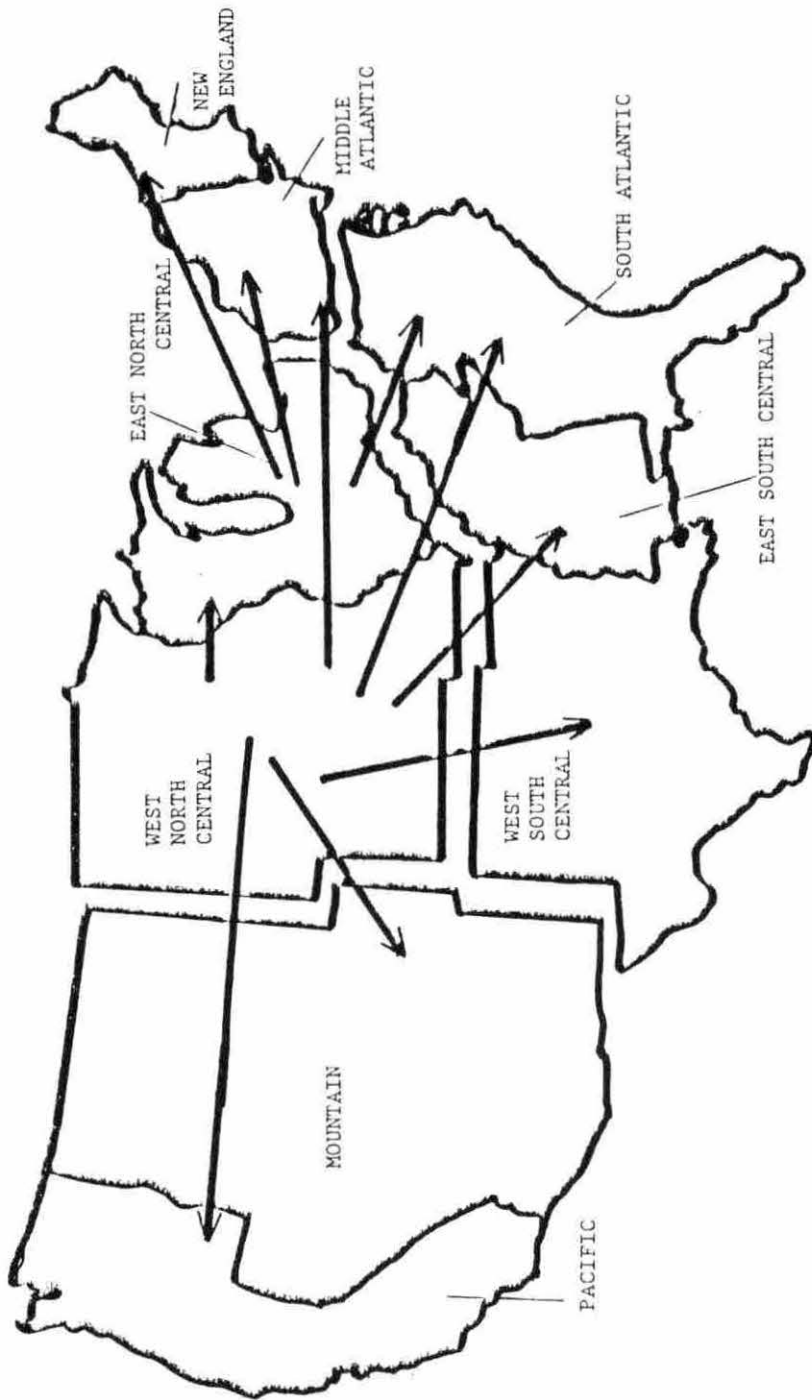 NEW
ENGLAND
MIDDLE
ATLANTIC
EAST NORTH
CENTRAL
SOUTH ATLANTIC
EAST SOUTH CENTRAL
WEST
NORTH
CENTRAL
WEST
SOUTH
CENTRAL
MOUNTAIN
PACIFIC